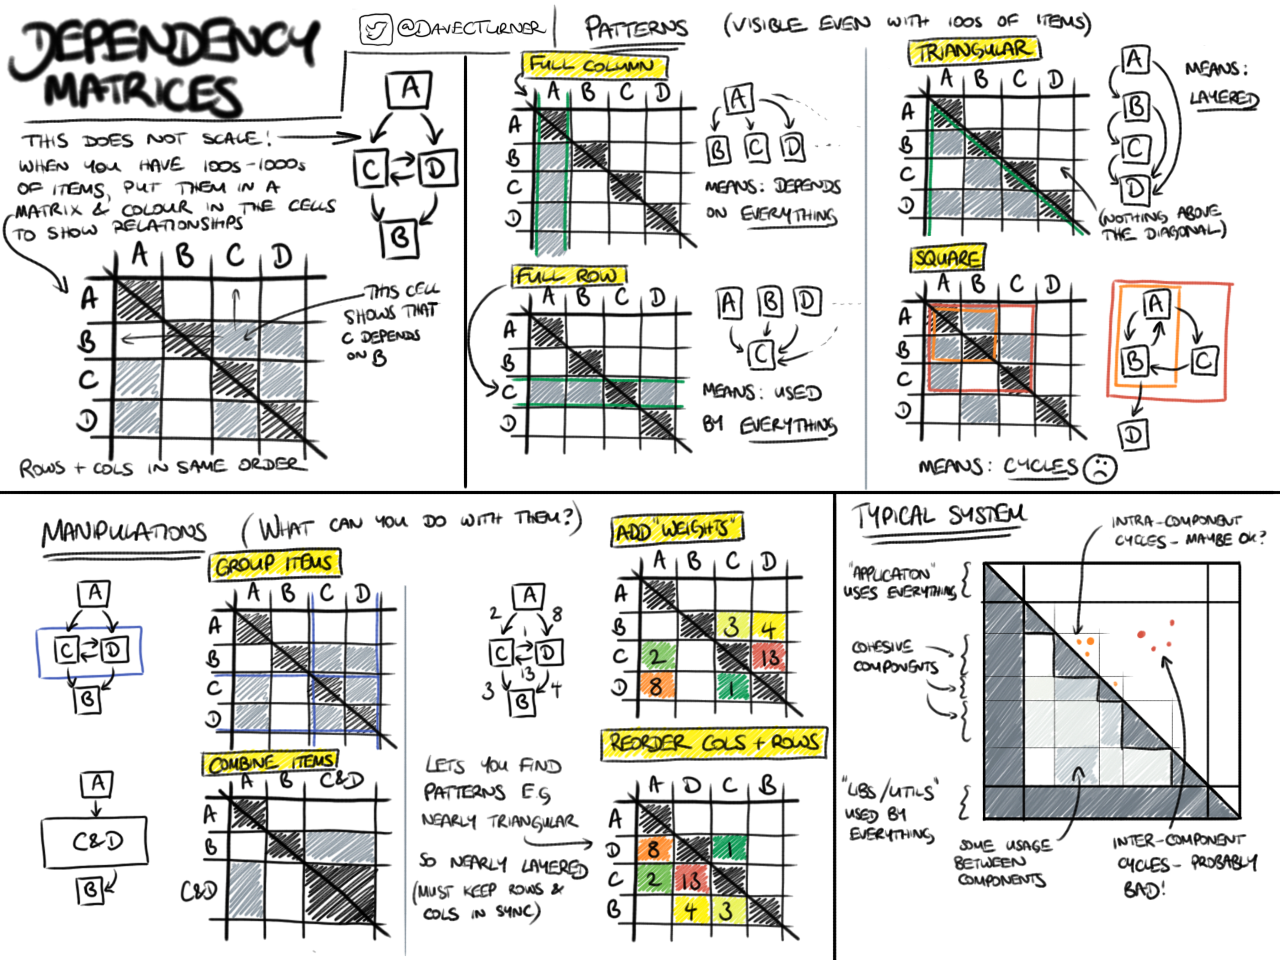 DEPENDENCY
MATRICES
@DAVECTURNER
THIS DOES NOT SCALE!
WHEN YOU HAVE 100s-1000s
OF ITEMS, PUT THEM IN A
MATRIX & COLOUR IN THE CELLS
TO SHOW RELATIONSHIPS
A
C D
B
A B C D
A
B
C
D
THIS CELL
SHOWS THAT
C DEPENDS
ON B
ROWS + COLS IN SAME ORDER
PATTERNS (VISIBLE EVEN WITH 100s OF ITEMS)
FULL COLUMN
A B C D
A
B
C
D
A
B C D
MEANS: DEPENDS
ON EVERYTHING
FULL ROW
A B C D
A
B
C
D
A B D
C
MEANS: USED
BY EVERYTHING
TRIANGULAR
A B C D
A
B
C
D
A
B
C
D
MEANS:
LAYERED
(NOTHING ABOVE
THE DIAGONAL)
SQUARE
A B C D
A
B
C
D
A
B C
D
MEANS: CYCLES
MANIPULATIONS (WHAT CAN YOU DO WITH THEM?)
GROUP ITEMS
A
C D
B
A B C D
A
B
C
D
COMBINE ITEMS
A
C&D
B
A B C&D
A
B
C&D
ADD "WEIGHTS"
A
2 8
1
C D
13
3 4
B
A B C D
A
B 3 4
C 2 13
D 8 1
REORDER COLS + ROWS
LETS YOU FIND
PATTERNS E.G
NEARLY TRIANGULAR
SO NEARLY LAYERED
(MUST KEEP ROWS &
COLS IN SYNC)
A D C B
A
D 8 1
C 2 13
B 4 3
TYPICAL SYSTEM
INTRA-COMPONENT
CYCLES - MAYBE OK?
"APPLICATION"
USES EVERYTHING
COHESIVE
COMPONENTS
"LIBS/UTILS"
USED BY
EVERYTHING
SOME USAGE
BETWEEN
COMPONENTS
INTER-COMPONENT
CYCLES - PROBABLY
BAD!